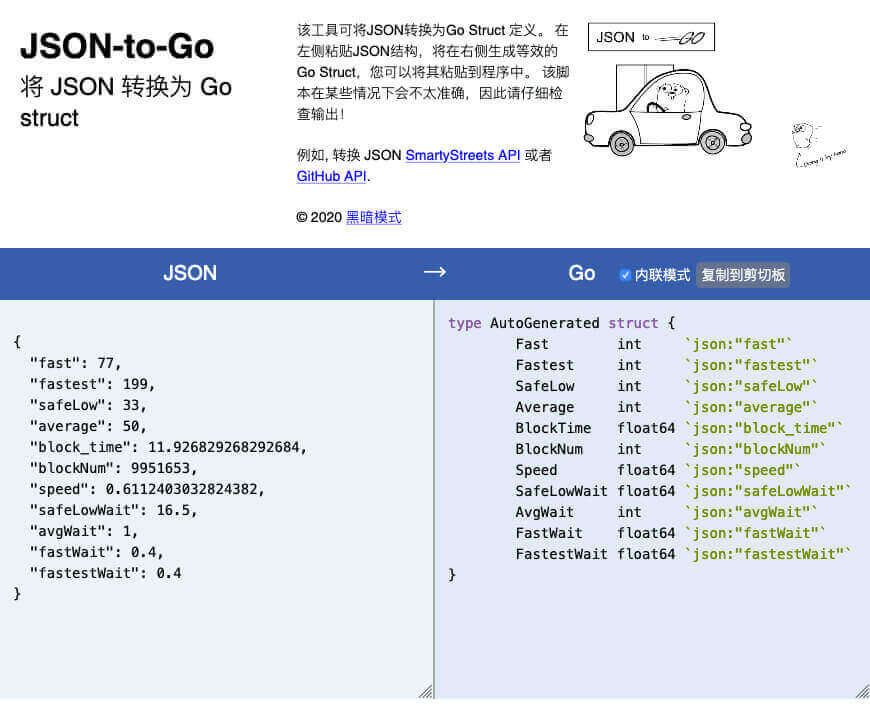 JSON-to-Go
将 JSON 转换为 Go
struct
该工具可将JSON转换为Go Struct 定义。 在
左侧粘贴JSON结构，将在右侧生成等效的
Go Struct，您可以将其粘贴到程序中。 该脚
本在某些情况下会不太准确，因此请仔细检
查输出！
例如, 转换 JSON SmartyStreets API 或者
GitHub API.
© 2020 黑暗模式
JSON to GO
JSON → Go 内联模式 复制到剪切板
{
  "fast": 77,
  "fastest": 199,
  "safeLow": 33,
  "average": 50,
  "block_time": 11.926829268292684,
  "blockNum": 9951653,
  "speed": 0.6112403032824382,
  "safeLowWait": 16.5,
  "avgWait": 1,
  "fastWait": 0.4,
  "fastestWait": 0.4
}
type AutoGenerated struct {
	Fast        int     `json:"fast"`
	Fastest     int     `json:"fastest"`
	SafeLow     int     `json:"safeLow"`
	Average     int     `json:"average"`
	BlockTime   float64 `json:"block_time"`
	BlockNum    int     `json:"blockNum"`
	Speed       float64 `json:"speed"`
	SafeLowWait float64 `json:"safeLowWait"`
	AvgWait     int     `json:"avgWait"`
	FastWait    float64 `json:"fastWait"`
	FastestWait float64 `json:"fastestWait"`
}